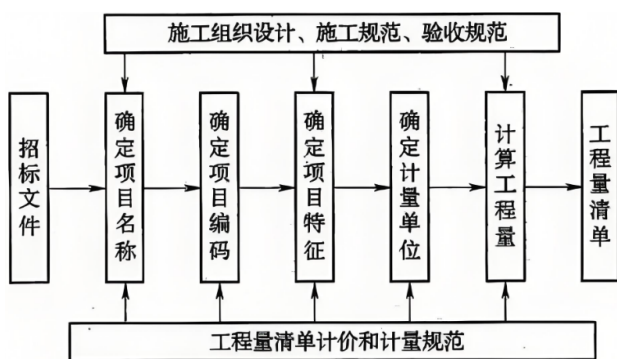 施工组织设计、施工规范、验收规范
招标文件
确定项目名称
确定项目编码
确定项目特征
确定计量单位
计算工程量
工程量清单
工程量清单计价和计量规范